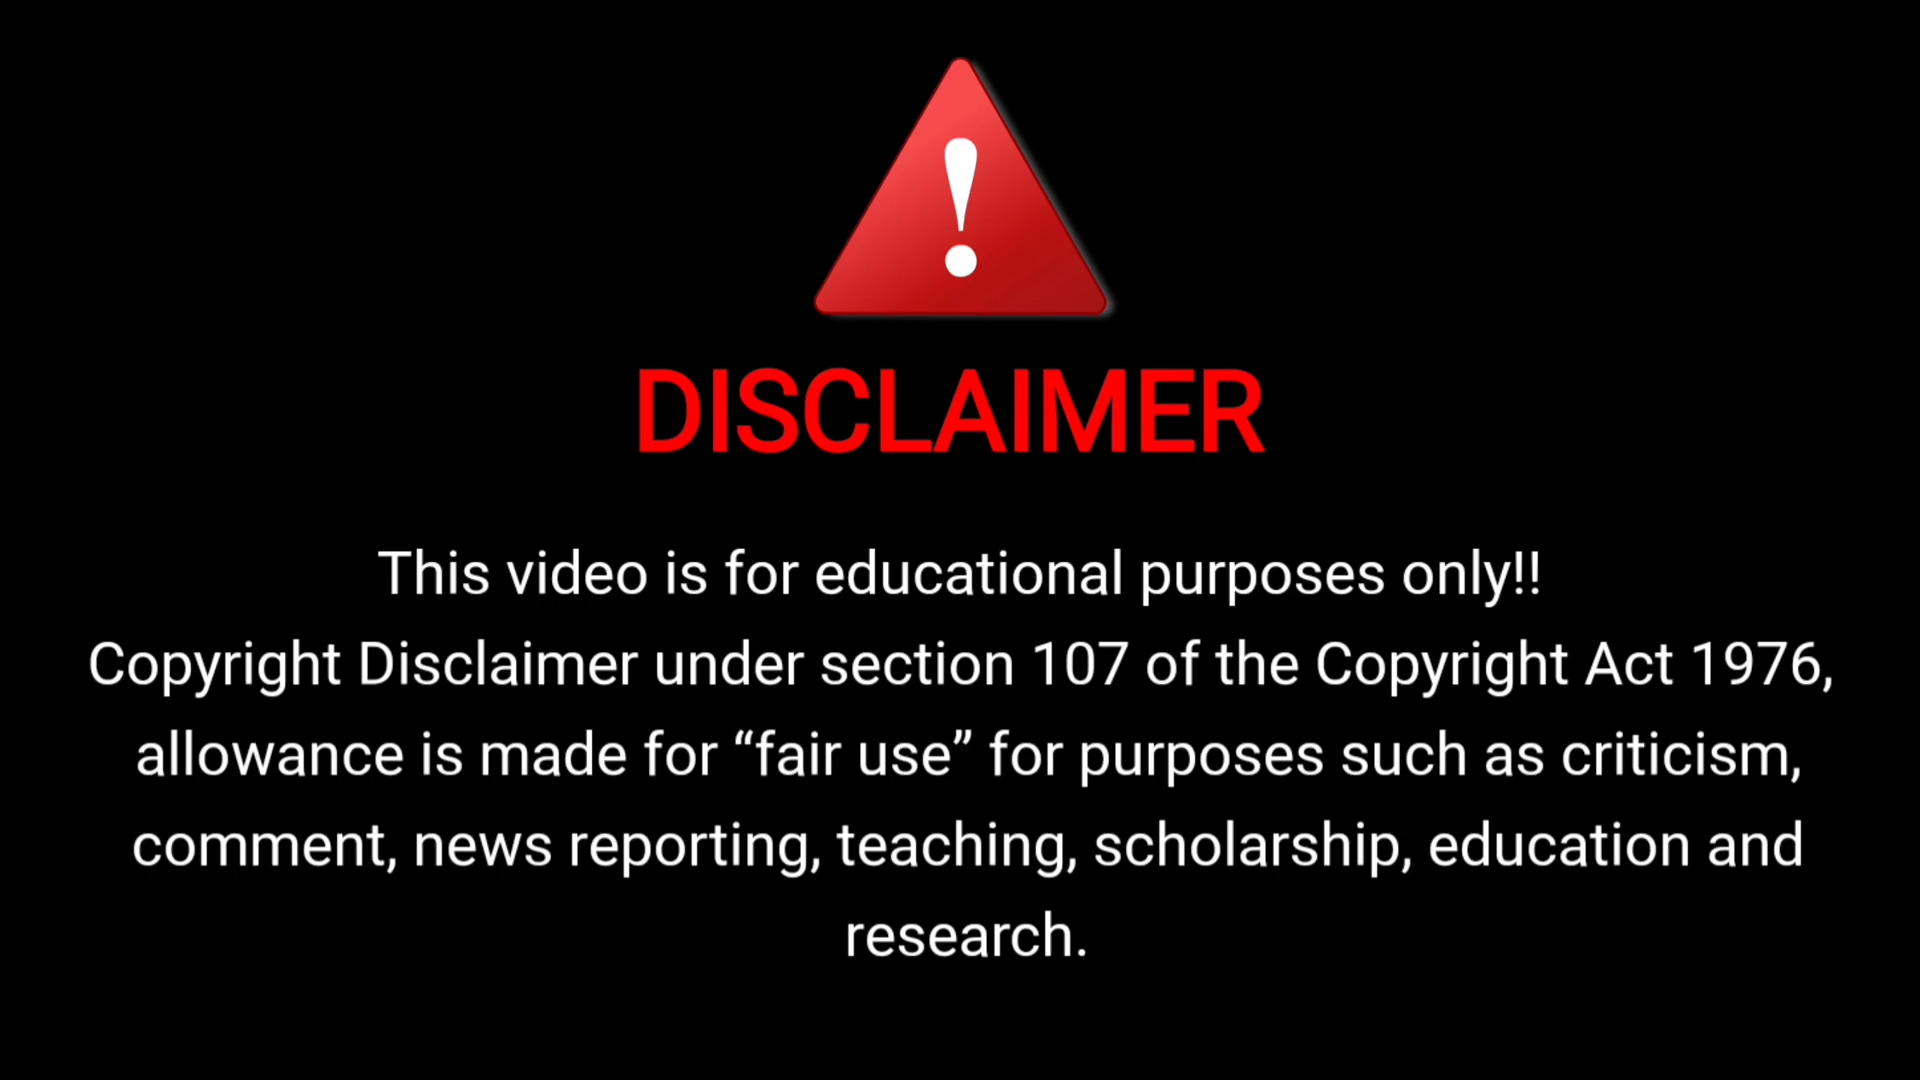 !
DISCLAIMER
This video is for educational purposes only!!
Copyright Disclaimer under section 107 of the Copyright Act 1976,
allowance is made for “fair use” for purposes such as criticism,
comment, news reporting, teaching, scholarship, education and
research.